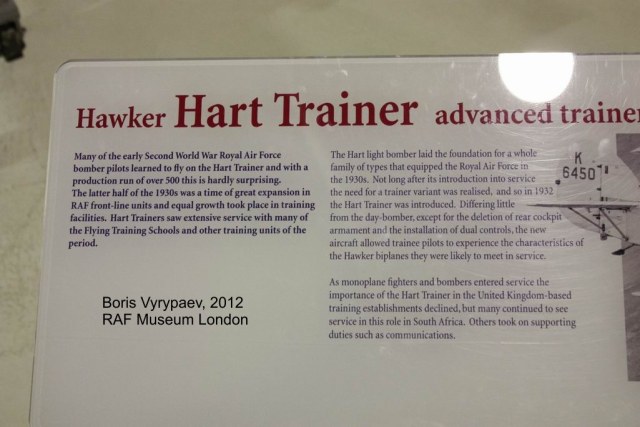 Hawker Hart Trainer advanced trainer
Many of the early Second World War Royal Air Force
bomber pilots learned to fly on the Hart Trainer and with a
production run of over 500 this is hardly surprising.
The latter half of the 1930s was a time of great expansion in
RAF front-line units and equal growth took place in training
facilities. Hart Trainers saw extensive service with many of
the Flying Training Schools and other training units of the
period.
The Hart light bomber laid the foundation for a whole
family of types that equipped the Royal Air Force in
the 1930s. Not long after its introduction into service
the need for a trainer variant was realised, and so in 1932
the Hart Trainer was introduced. Differing little
from the day-bomber, except for the deletion of rear cockpit
armament and the installation of dual controls, the new
aircraft allowed trainee pilots to experience the characteristics of
the Hawker biplanes they were likely to meet in service.
As monoplane fighters and bombers entered service the
importance of the Hart Trainer in the United Kingdom-based
training establishments declined, but many continued to see
service in this role in South Africa. Others took on supporting
duties such as communications.
K
6450
Boris Vyrypaev, 2012
RAF Museum London